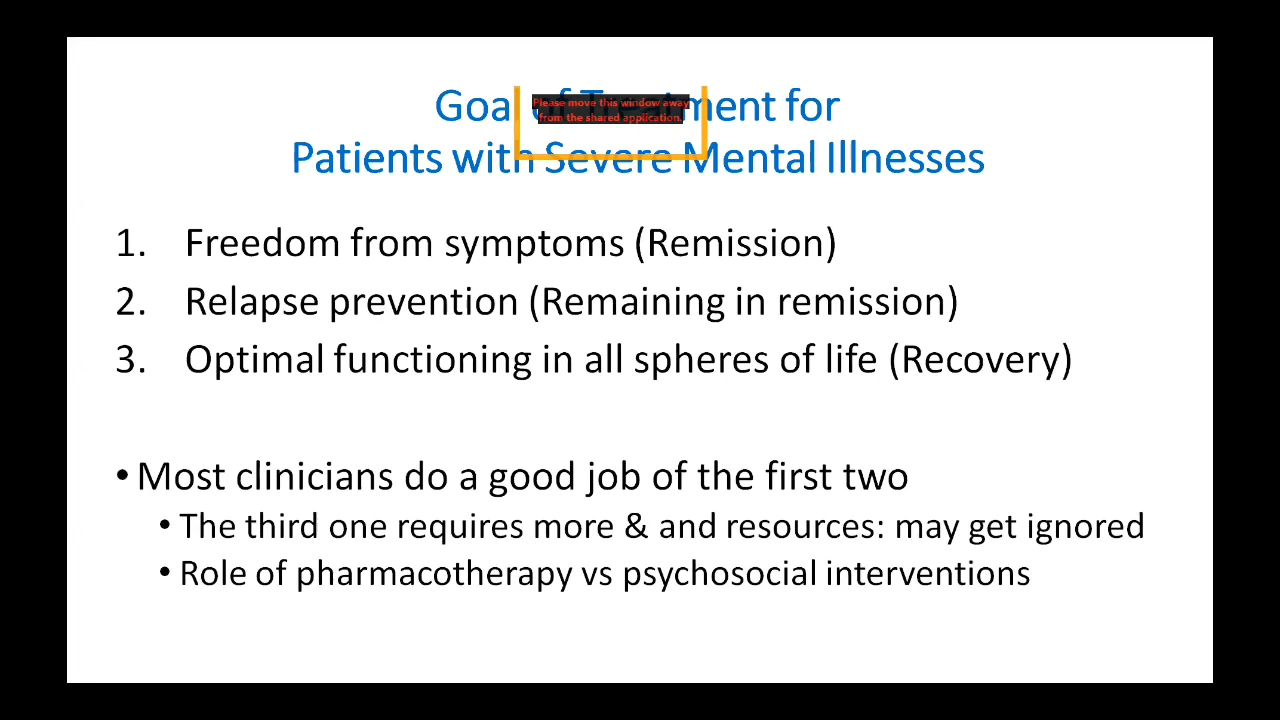 Goal of Treatment for
Please move this window away
from the shared application.
Patients with Severe Mental Illnesses
1. Freedom from symptoms (Remission)
2. Relapse prevention (Remaining in remission)
3. Optimal functioning in all spheres of life (Recovery)
• Most clinicians do a good job of the first two
• The third one requires more & and resources: may get ignored
• Role of pharmacotherapy vs psychosocial interventions